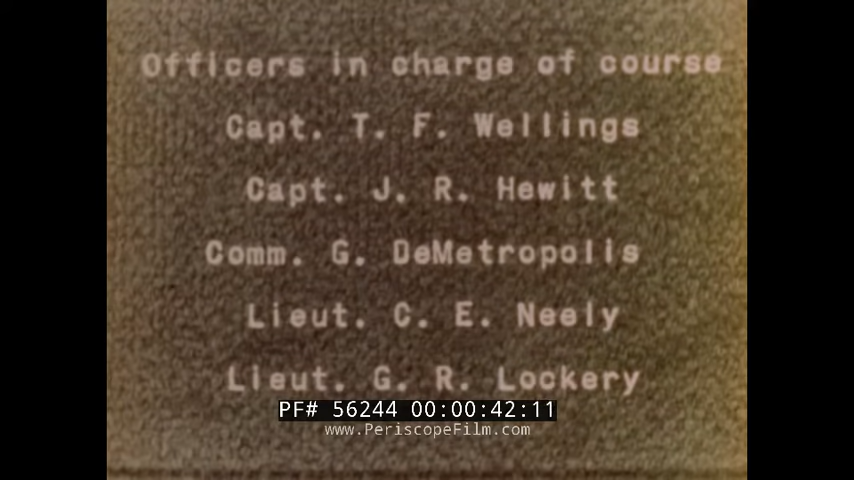 Officers in charge of course
Capt. T. F. Wellings
Capt. J. R. Hewitt
Comm. G. DeMetropolis
Lieut. C. E. Neely
Lieut. G. R. Lockery
PF# 56244 00:00:42:11
www.PeriscopeFilm.com